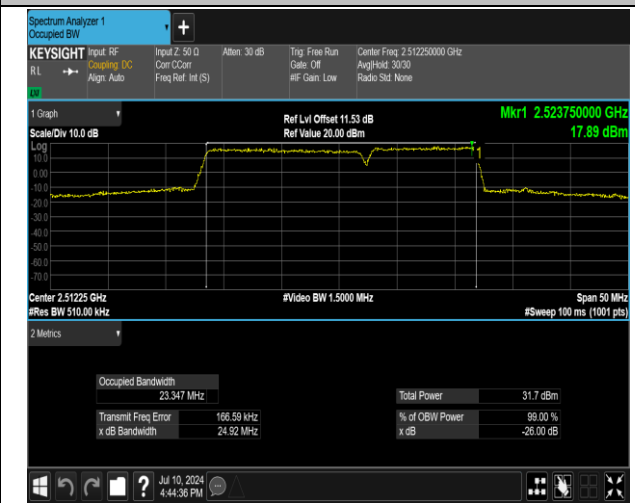 Spectrum Analyzer 1
Occupied BW
+
KEYSIGHT Input: RF Input Z: 50 Ω Atten: 30 dB Trig: Free Run Center Freq: 2.512250000 GHz
RL Coupling: DC Corr CCorr Gate: Off Avg|Hold: 30/30
Align: Auto Freq Ref: Int (S) #IF Gain: Low Radio Std: None
LXI
1 Graph Ref Lvl Offset 11.53 dB Mkr1 2.523750000 GHz
Scale/Div 10.0 dB Ref Value 20.00 dBm 17.89 dBm
Log
10.0
0.00
-10.0
-20.0
-30.0
-40.0
-50.0
-60.0
-70.0
Center 2.51225 GHz #Video BW 1.5000 MHz Span 50 MHz
#Res BW 510.00 kHz #Sweep 100 ms (1001 pts)
2 Metrics
Occupied Bandwidth
23.347 MHz Total Power 31.7 dBm
Transmit Freq Error 166.59 kHz % of OBW Power 99.00 %
x dB Bandwidth 24.92 MHz x dB -26.00 dB
? Jul 10, 2024
4:44:36 PM